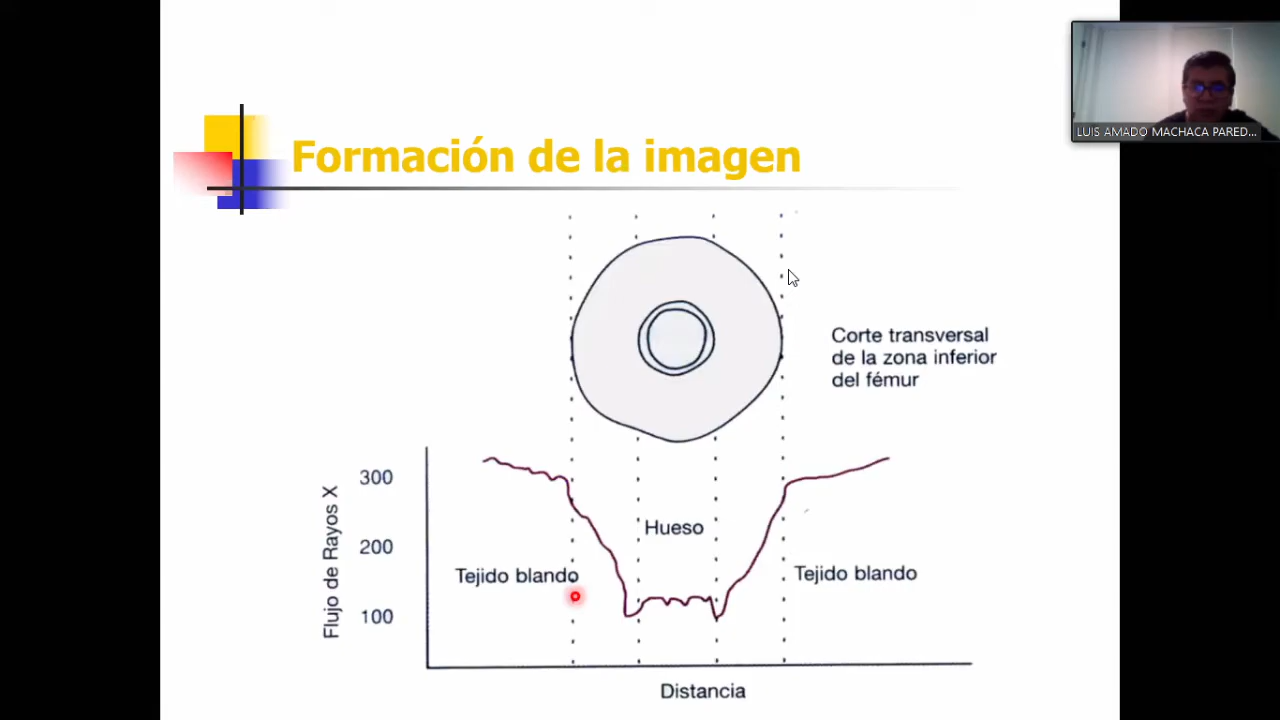 LUIS AMADO MACHACA PARED...
Formación de la imagen
Corte transversal
de la zona inferior
del fémur
Flujo de Rayos X
300
200
100
Hueso
Tejido blando
Tejido blando
Distancia